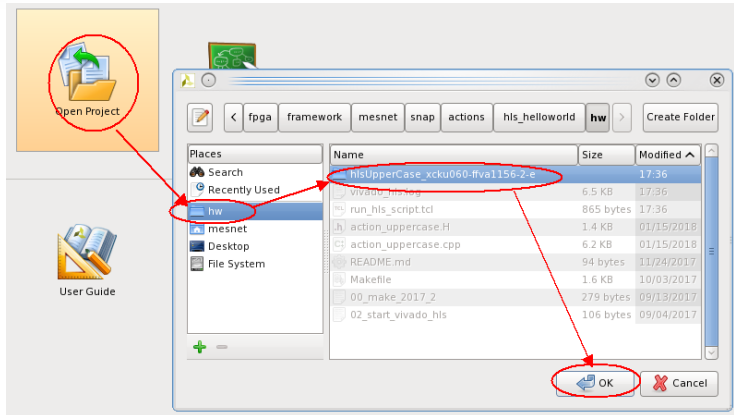 Open Project
User Guide
< fpga framework mesnet snap actions hls_helloworld hw > Create Folder
Places
Search
Recently Used
hw
mesnet
Desktop
File System
Name Size Modified
hlsUpperCase_xcku060-ffva1156-2-e 17:36
vivado_hls.log 6.5 KB 17:36
run_hls_script.tcl 865 bytes 17:36
action_uppercase.H 1.4 KB 01/15/2018
action_uppercase.cpp 6.2 KB 01/15/2018
README.md 94 bytes 11/24/2017
Makefile 1.6 KB 10/03/2017
00_make_2017_2 279 bytes 09/13/2017
02_start_vivado_hls 106 bytes 09/04/2017
OK Cancel